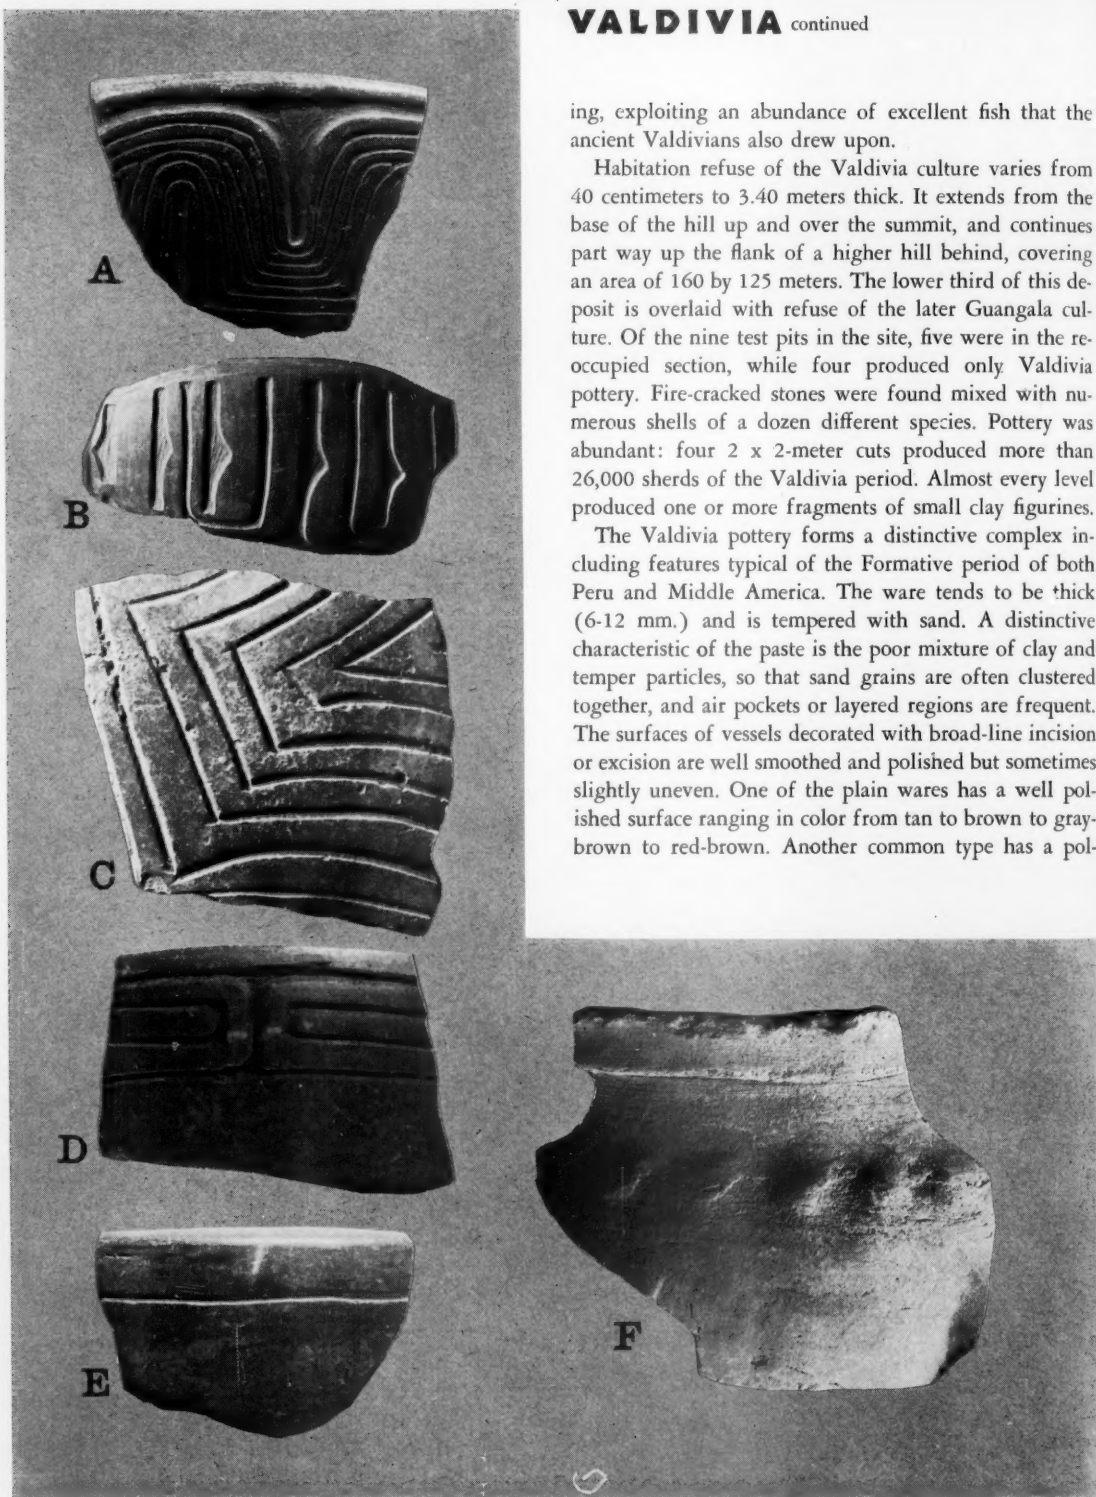 VALDIVIA continued
ing, exploiting an abundance of excellent fish that the
ancient Valdivians also drew upon.
Habitation refuse of the Valdivia culture varies from
40 centimeters to 3.40 meters thick. It extends from the
base of the hill up and over the summit, and continues
part way up the flank of a higher hill behind, covering
an area of 160 by 125 meters. The lower third of this de-
posit is overlaid with refuse of the later Guangala cul-
ture. Of the nine test pits in the site, five were in the re-
occupied section, while four produced only Valdivia
pottery. Fire-cracked stones were found mixed with nu-
merous shells of a dozen different species. Pottery was
abundant: four 2 x 2-meter cuts produced more than
26,000 sherds of the Valdivia period. Almost every level
produced one or more fragments of small clay figurines.
The Valdivia pottery forms a distinctive complex in-
cluding features typical of the Formative period of both
Peru and Middle America. The ware tends to be thick
(6-12 mm.) and is tempered with sand. A distinctive
characteristic of the paste is the poor mixture of clay and
temper particles, so that sand grains are often clustered
together, and air pockets or layered regions are frequent.
The surfaces of vessels decorated with broad-line incision
or excision are well smoothed and polished but sometimes
slightly uneven. One of the plain wares has a well pol-
ished surface ranging in color from tan to brown to gray-
brown to red-brown. Another common type has a pol-
A
B
C
D
E
F